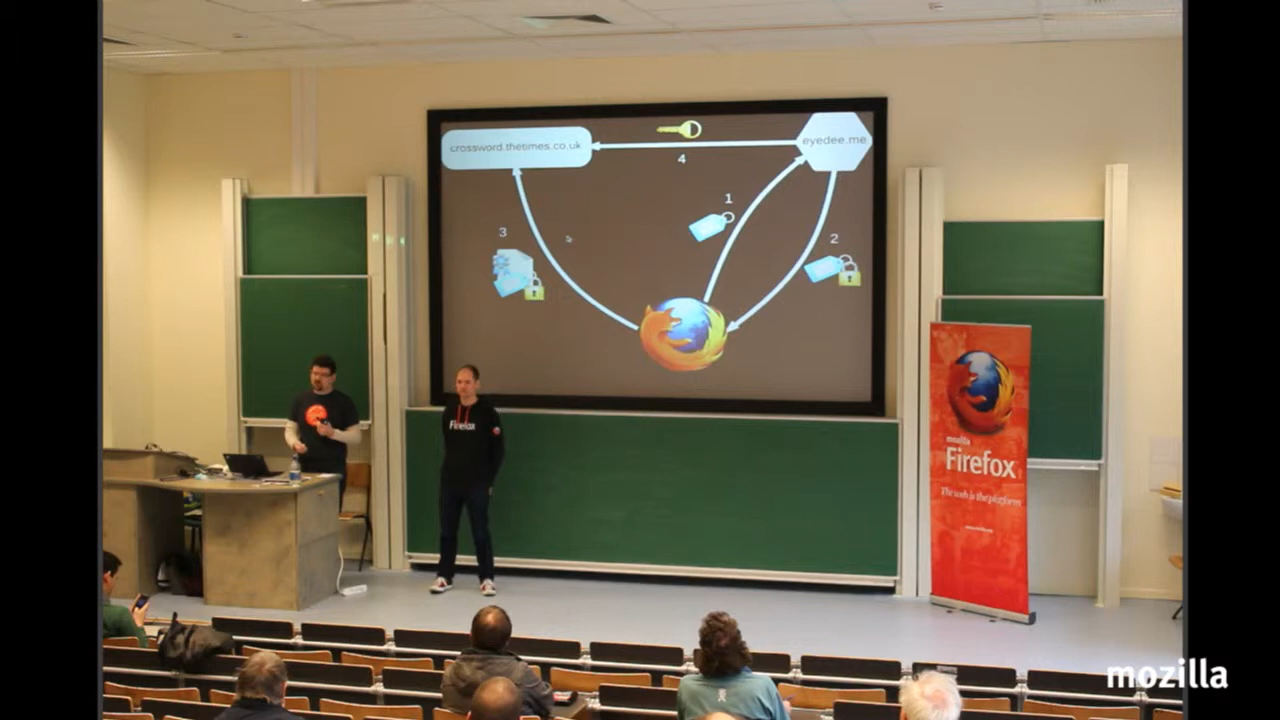 crossword.thetimes.co.uk
eyedee.me
4
1
2
3
Firefox
mozilla
Firefox
The web is the platform
mozilla